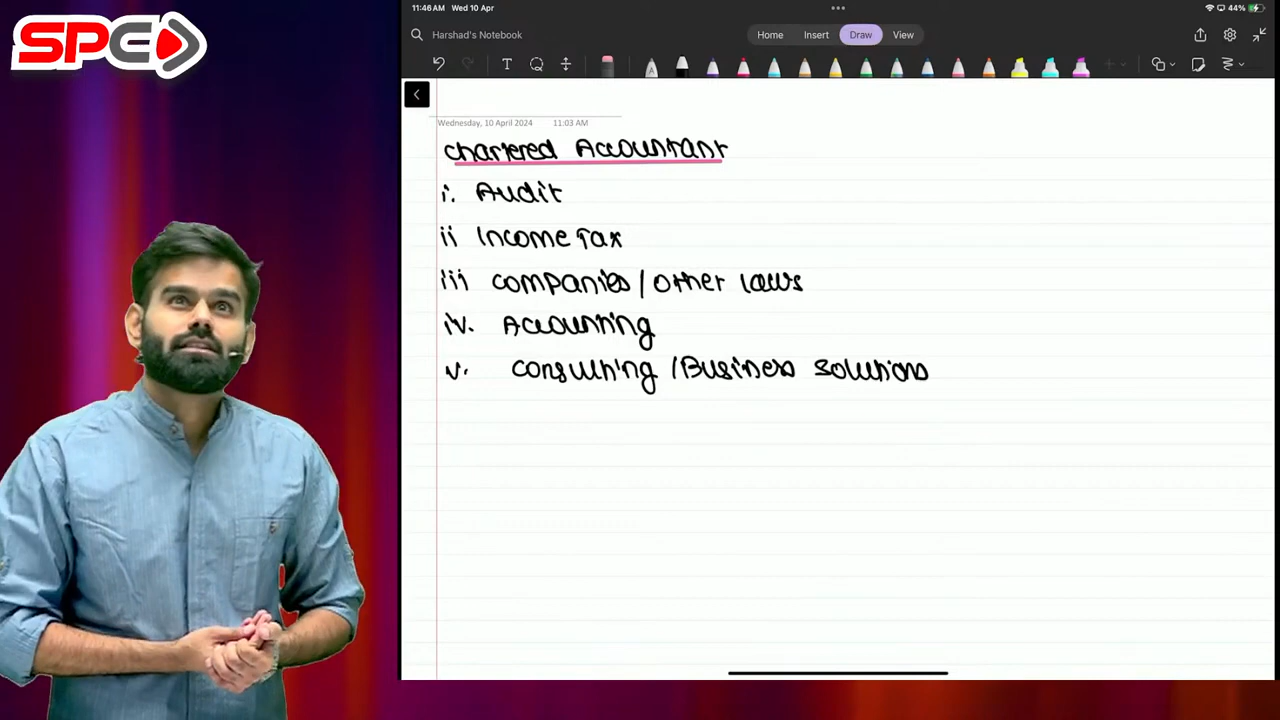 SPC
11:46 AM Wed 10 Apr
44%
Harshad's Notebook
Home Insert Draw View
T
A
Wednesday, 10 April 2024 11:03 AM
Chartered Accountant
i. Audit
ii Income Tax
iii companies / other laws
iv. Accounting
v. consulting / Business solutions